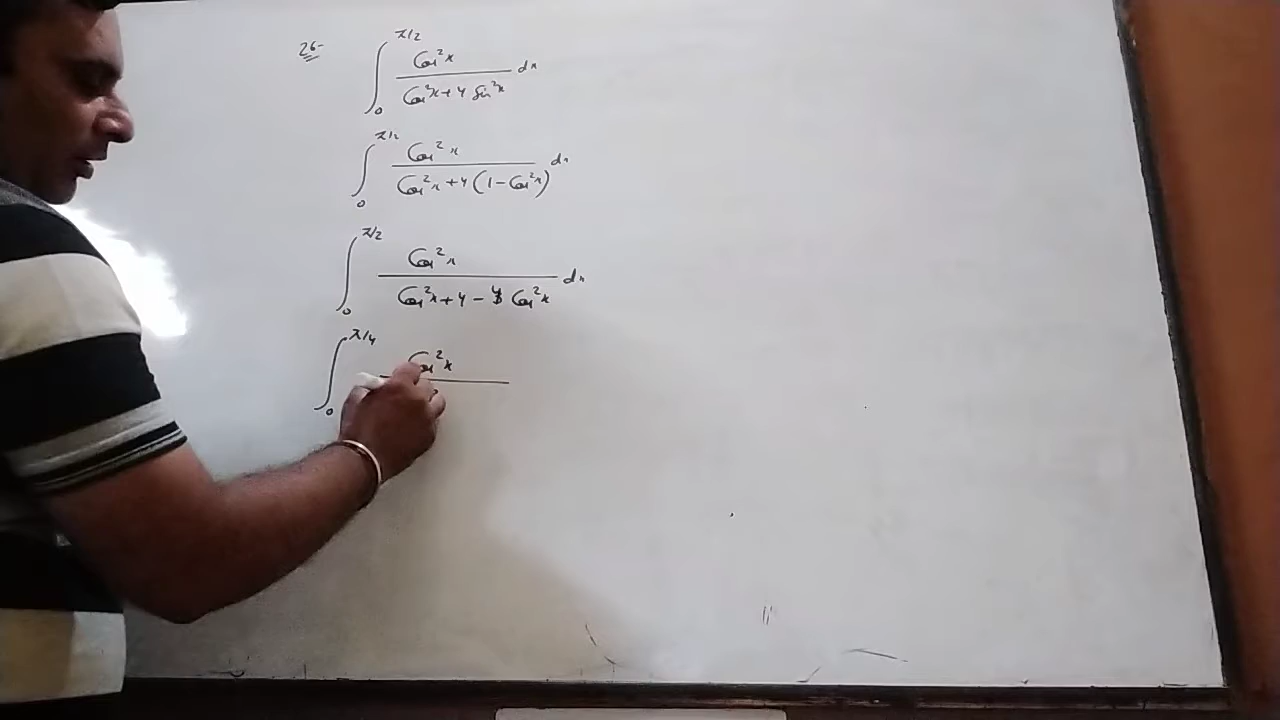 26- ∫₀^π/2 Cos²x / Cos²x + 4 Sin²x dx
∫₀^π/2 Cos²x / Cos²x + 4 (1 - Cos²x) dx
∫₀^π/2 Cos²x / Cos²x + 4 - 4 Cos²x dx
∫₀^π/4 Cos²x